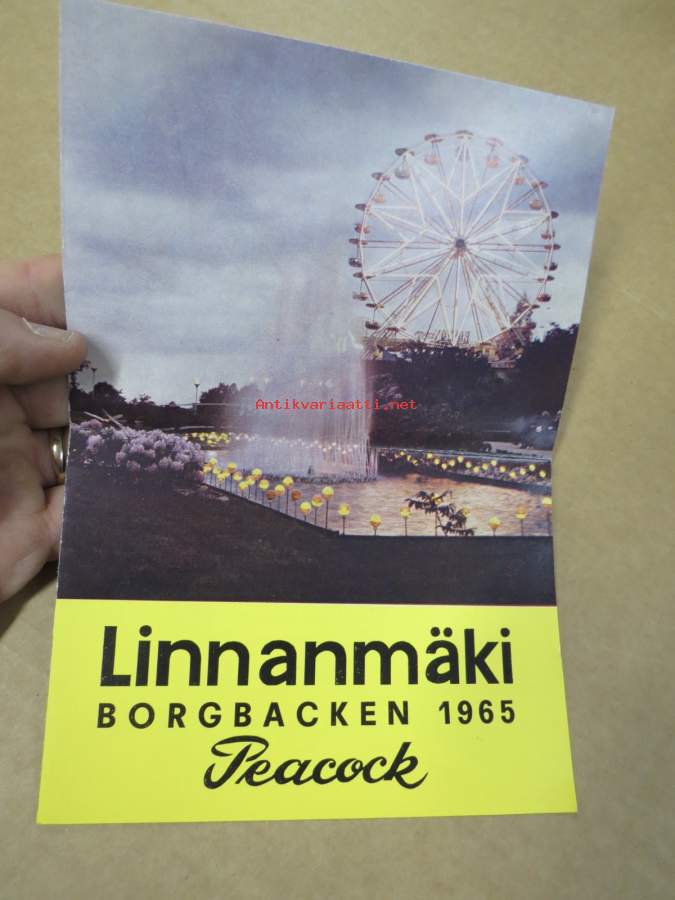 Antikvariaatti.net
Linnanmäki
BORGBACKEN 1965
Peacock